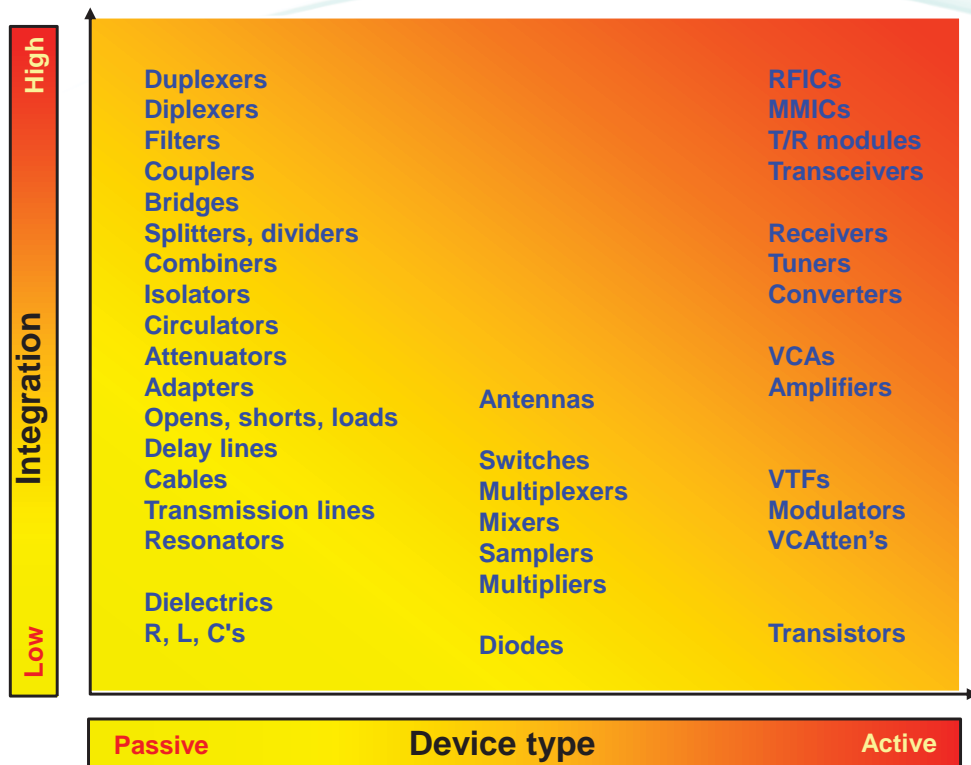 High
Integration
Low
Duplexers
Diplexers
Filters
Couplers
Bridges
Splitters, dividers
Combiners
Isolators
Circulators
Attenuators
Adapters
Opens, shorts, loads
Delay lines
Cables
Transmission lines
Resonators
Dielectrics
R, L, C's
Antennas
Switches
Multiplexers
Mixers
Samplers
Multipliers
Diodes
RFICs
MMICs
T/R modules
Transceivers
Receivers
Tuners
Converters
VCAs
Amplifiers
VTFs
Modulators
VCAtten’s
Transistors
Passive
Device type
Active